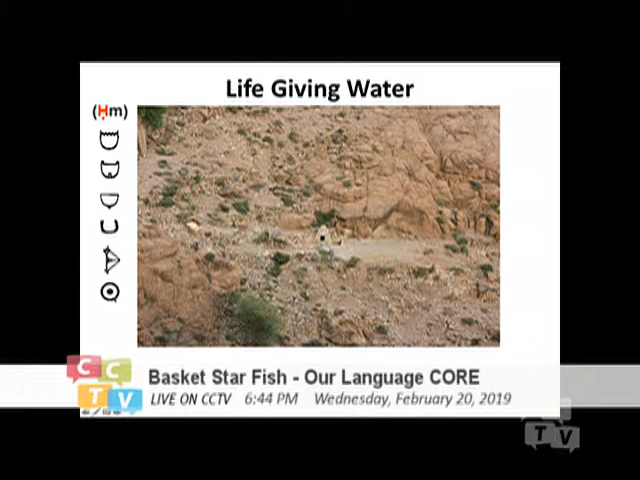 Life Giving Water
(Ḥm)
Basket Star Fish - Our Language CORE
LIVE ON CCTV 6:44 PM Wednesday, February 20, 2019
C C
T V
T V